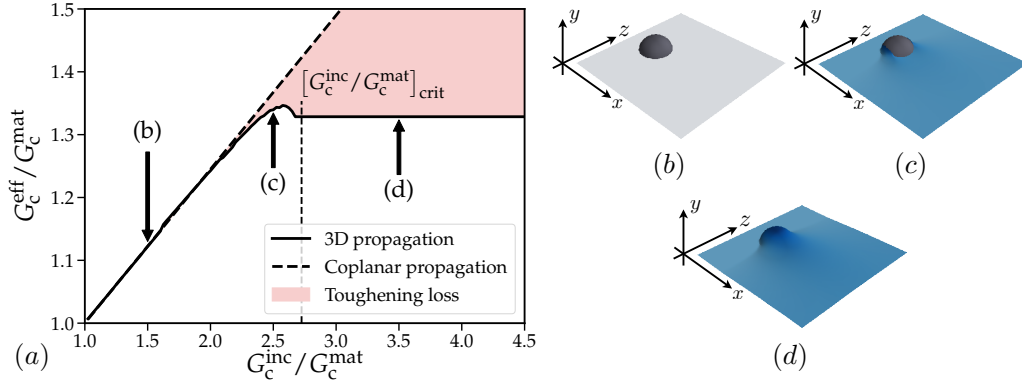 1.5
1.4
1.3
1.2
1.1
1.0
G_c^eff/G_c^mat
1.0 1.5 2.0 2.5 3.0 3.5 4.0 4.5
G_c^inc/G_c^mat
(a)
[G_c^inc/G_c^mat]_crit
(b)
(c)
(d)
3D propagation
Coplanar propagation
Toughening loss
y
z
x
(b)
y
z
x
(c)
y
z
x
(d)